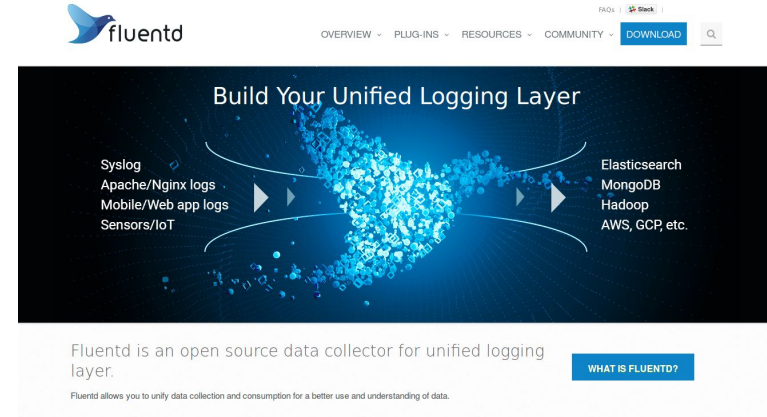 FAQs | Slack |
fluentd
OVERVIEW PLUG-INS RESOURCES COMMUNITY DOWNLOAD
Build Your Unified Logging Layer
Syslog
Apache/Nginx logs
Mobile/Web app logs
Sensors/IoT
Elasticsearch
MongoDB
Hadoop
AWS, GCP, etc.
Fluentd is an open source data collector for unified logging
layer.
WHAT IS FLUENTD?
Fluentd allows you to unify data collection and consumption for a better use and understanding of data.